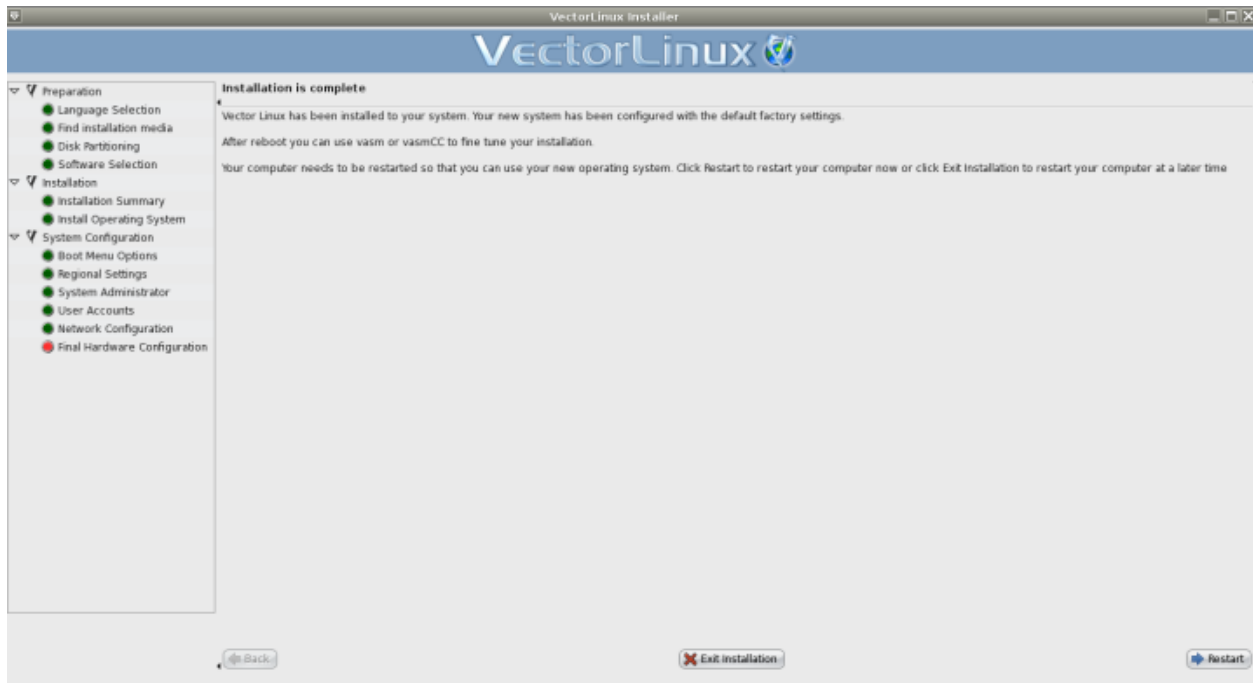 VectorLinux Installer
VectorLinux
Preparation
Language Selection
Find installation media
Disk Partitioning
Software Selection
Installation
Installation Summary
Install Operating System
System Configuration
Boot Menu Options
Regional Settings
System Administrator
User Accounts
Network Configuration
Final Hardware Configuration
Installation is complete
Vector Linux has been installed to your system. Your new system has been configured with the default factory settings.
After reboot you can use vasm or vasmCC to fine tune your installation.
Your computer needs to be restarted so that you can use your new operating system. Click Restart to restart your computer now or click Exit Installation to restart your computer at a later time
Back
Exit Installation
Restart